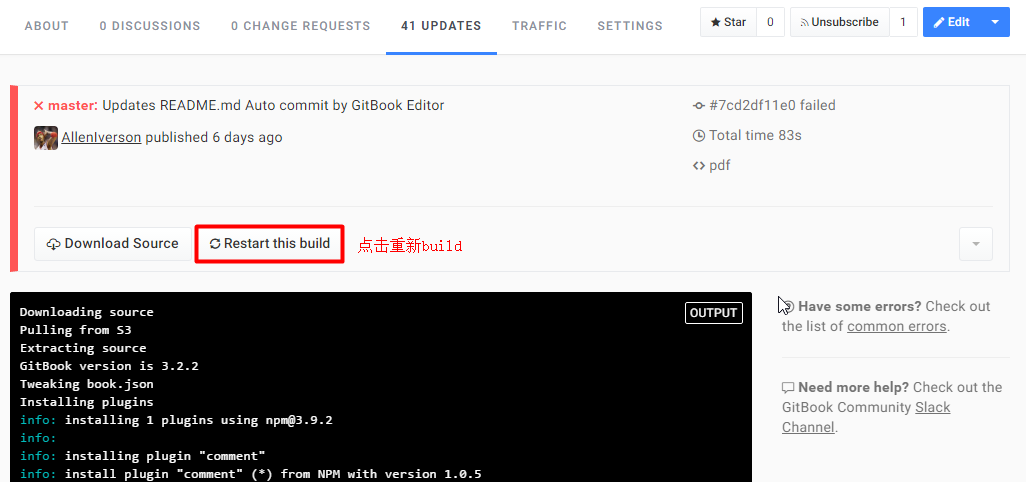 ABOUT 0 DISCUSSIONS 0 CHANGE REQUESTS 41 UPDATES TRAFFIC SETTINGS Star 0 Unsubscribe 1 Edit
master: Updates README.md Auto commit by GitBook Editor
AllenIverson published 6 days ago
#7cd2df11e0 failed
Total time 83s
pdf
Download Source Restart this build 点击重新build
OUTPUT
Downloading source
Pulling from S3
Extracting source
GitBook version is 3.2.2
Tweaking book.json
Installing plugins
info: installing 1 plugins using npm@3.9.2
info:
info: installing plugin "comment"
info: install plugin "comment" (*) from NPM with version 1.0.5
Have some errors? Check out
the list of common errors.
Need more help? Check out the
GitBook Community Slack
Channel.